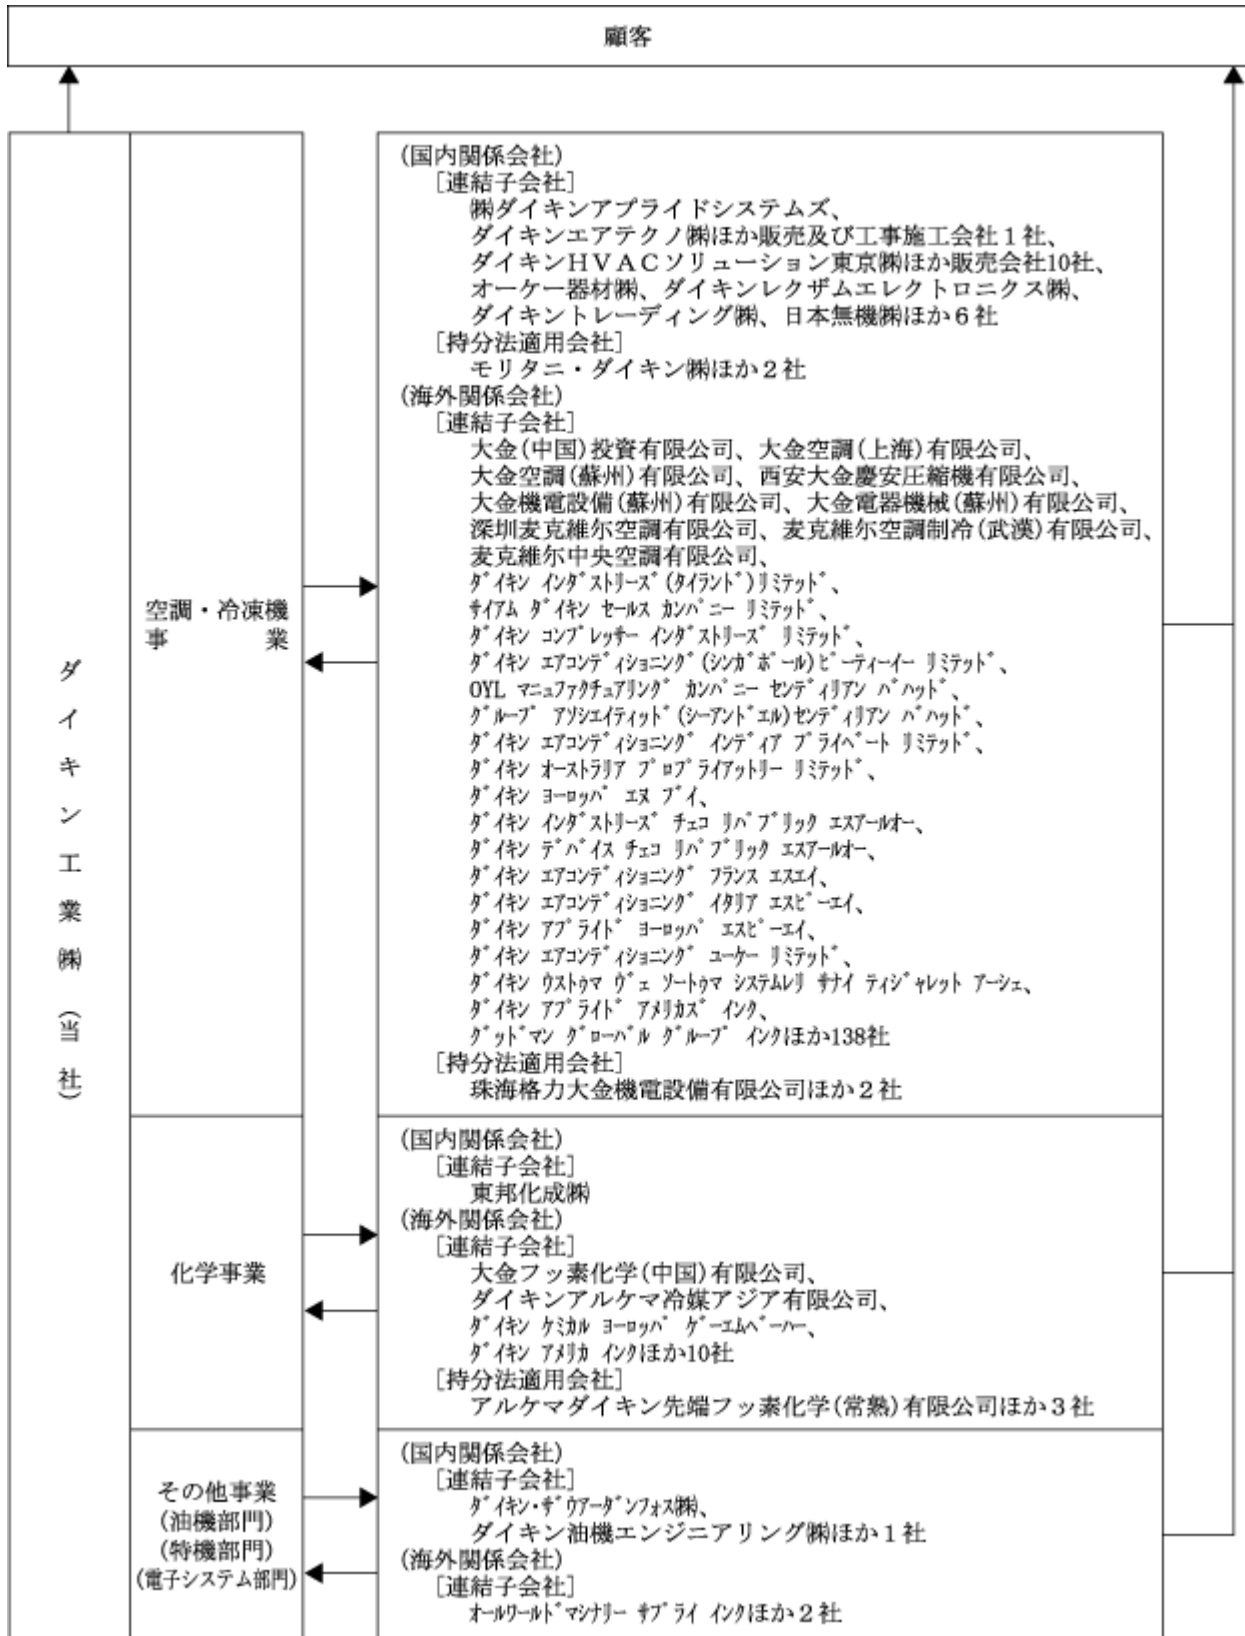 顧客
ダイキン工業㈱(当社)
空調・冷凍機
事業
(国内関係会社)
[連結子会社]
㈱ダイキンアプライドシステムズ、
ダイキンエアテクノ㈱ほか販売及び工事施工会社1社、
ダイキンHVACソリューション東京㈱ほか販売会社10社、
オーケー器材㈱、ダイキンレクザムエレクトロニクス㈱、
ダイキントレーディング㈱、日本無機㈱ほか6社
[持分法適用会社]
モリタニ・ダイキン㈱ほか2社
(海外関係会社)
[連結子会社]
大金(中国)投資有限公司、大金空調(上海)有限公司、
大金空調(蘇州)有限公司、西安大金慶安圧縮機有限公司、
大金機電設備(蘇州)有限公司、大金電器機械(蘇州)有限公司、
深圳麦克維尔空調有限公司、麦克維尔空調制冷(武漢)有限公司、
麦克維尔中央空調有限公司、
ダイキン インダストリーズ(タイランド)リミテッド、
サイアム ダイキン セールス カンパニー リミテッド、
ダイキン コンプレッサー インダストリーズ リミテッド、
ダイキン エアコンディショニング(シンガポール)ピーティーイー リミテッド、
OYL マニュファクチュアリング カンパニー センディリアン バハッド、
グループ アソシエイティッド(シーアンドエル)センディリアン バハッド、
ダイキン エアコンディショニング インディア プライベート リミテッド、
ダイキン オーストラリア プロプライアットリー リミテッド、
ダイキン ヨーロッパ エヌ ブイ、
ダイキン インダストリーズ チェコ リパブリック エスアールオー、
ダイキン デバイス チェコ リパブリック エスアールオー、
ダイキン エアコンディショニング フランス エスエイ、
ダイキン エアコンディショニング イタリア エスピーエイ、
ダイキン アプライド ヨーロッパ エスピーエイ、
ダイキン エアコンディショニング ユーケー リミテッド、
ダイキン ウストゥマ ヴェ ソートゥマ システムレリ サナイ ティジャレット アーシェ、
ダイキン アプライド アメリカズ インク、
グッドマン グローバル グループ インクほか138社
[持分法適用会社]
珠海格力大金機電設備有限公司ほか2社
化学事業
(国内関係会社)
[連結子会社]
東邦化成㈱
(海外関係会社)
[連結子会社]
大金フッ素化学(中国)有限公司、
ダイキンアルケマ冷媒アジア有限公司、
ダイキン ケミカル ヨーロッパ ゲーエムベーハー、
ダイキン アメリカ インクほか10社
[持分法適用会社]
アルケマダイキン先端フッ素化学(常熟)有限公司ほか3社
その他事業
(油機部門)
(特機部門)
(電子システム部門)
(国内関係会社)
[連結子会社]
ダイキン・ザウアーダンフォス㈱、
ダイキン油機エンジニアリング㈱ほか1社
(海外関係会社)
[連結子会社]
オールワールドマシナリー サプライ インクほか2社